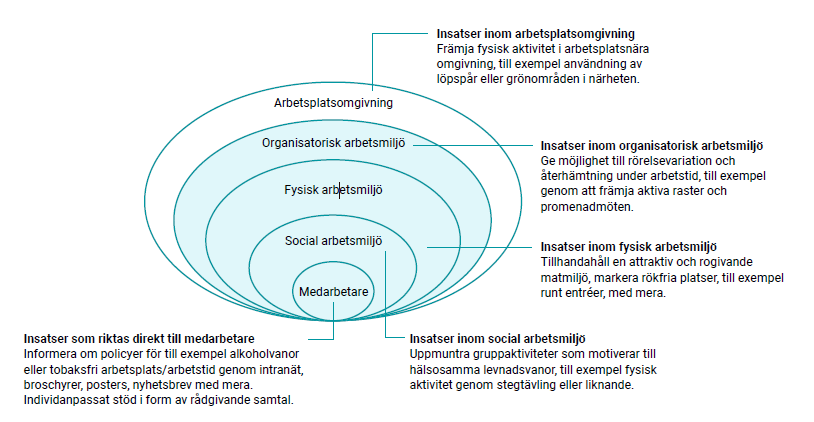 Insatser inom arbetsplatsomgivning
Främja fysisk aktivitet i arbetsplatsnära
omgivning, till exempel användning av
löpspår eller grönområden i närheten.
Arbetsplatsomgivning
Organisatorisk arbetsmiljö
Insatser inom organisatorisk arbetsmiljö
Ge möjlighet till rörelsevariation och
återhämtning under arbetstid, till exempel
genom att främja aktiva raster och
promenadmöten.
Fysisk arbetsmiljö
Social arbetsmiljö
Insatser inom fysisk arbetsmiljö
Tillhandahåll en attraktiv och rogivande
matmiljö, markera rökfria platser, till exempel
runt entréer, med mera.
Medarbetare
Insatser som riktas direkt till medarbetare
Informera om policyer för till exempel alkoholvanor
eller tobaksfri arbetsplats/arbetstid genom intranät,
broschyrer, posters, nyhetsbrev med mera.
Individanpassat stöd i form av rådgivande samtal.
Insatser inom social arbetsmiljö
Uppmuntra gruppaktiviteter som motiverar till
hälsosamma levnadsvanor, till exempel fysisk
aktivitet genom stegtävling eller liknande.